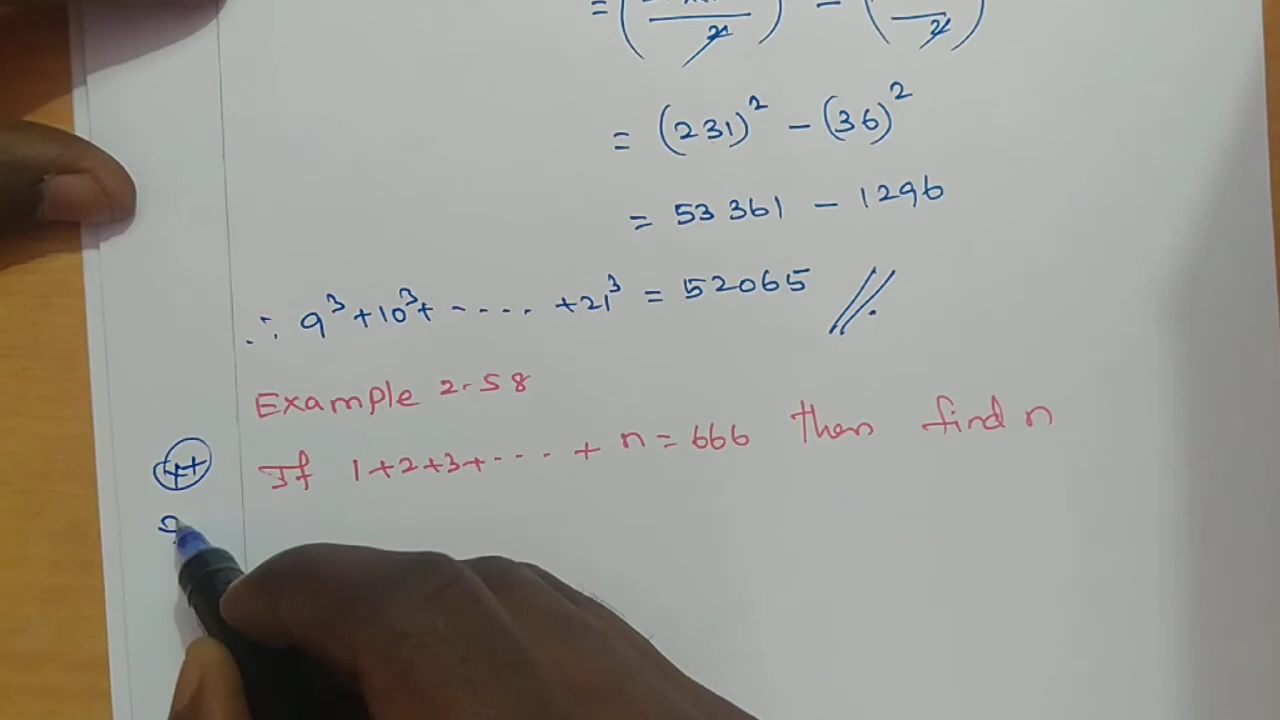 = (231)² - (36)²
= 53361 - 1296
∴ 9³+10³+ - . . . . +21³ = 52065 //.
Example 2.58
If 1+2+3+- - - . + n = 666 then find n